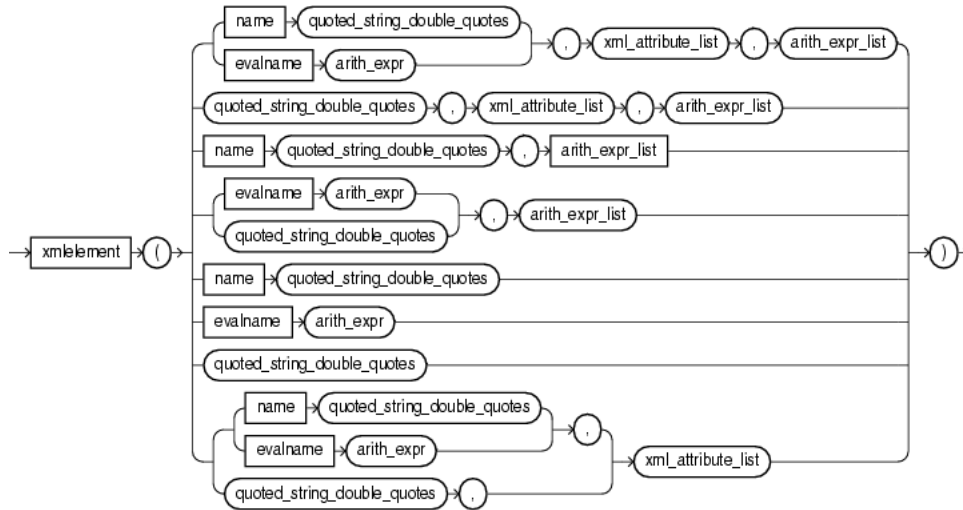 name quoted_string_double_quotes
, xml_attribute_list , arith_expr_list
evalname arith_expr
quoted_string_double_quotes , xml_attribute_list , arith_expr_list
name quoted_string_double_quotes , arith_expr_list
evalname arith_expr
, arith_expr_list
quoted_string_double_quotes
xmlelement ( )
name quoted_string_double_quotes
evalname arith_expr
quoted_string_double_quotes
name quoted_string_double_quotes
,
evalname arith_expr
xml_attribute_list
quoted_string_double_quotes ,